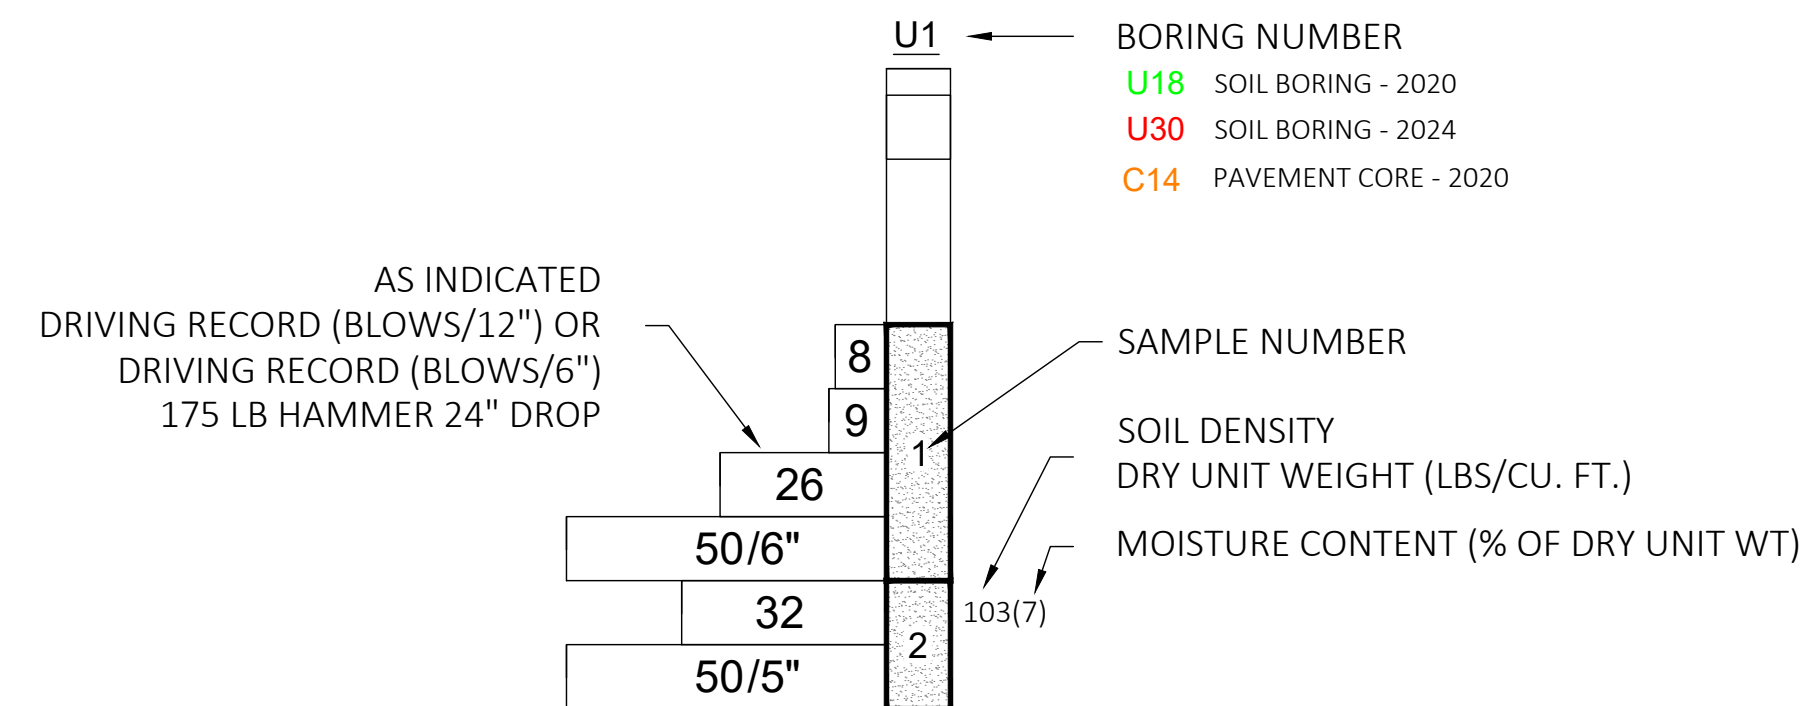 U1
BORING NUMBER
U18 SOIL BORING - 2020
U30 SOIL BORING - 2024
C14 PAVEMENT CORE - 2020
AS INDICATED
DRIVING RECORD (BLOWS/12") OR
DRIVING RECORD (BLOWS/6")
175 LB HAMMER 24" DROP
8
9
26
50/6"
32
50/5"
1
2
SAMPLE NUMBER
SOIL DENSITY
DRY UNIT WEIGHT (LBS/CU. FT.)
MOISTURE CONTENT (% OF DRY UNIT WT)
103(7)